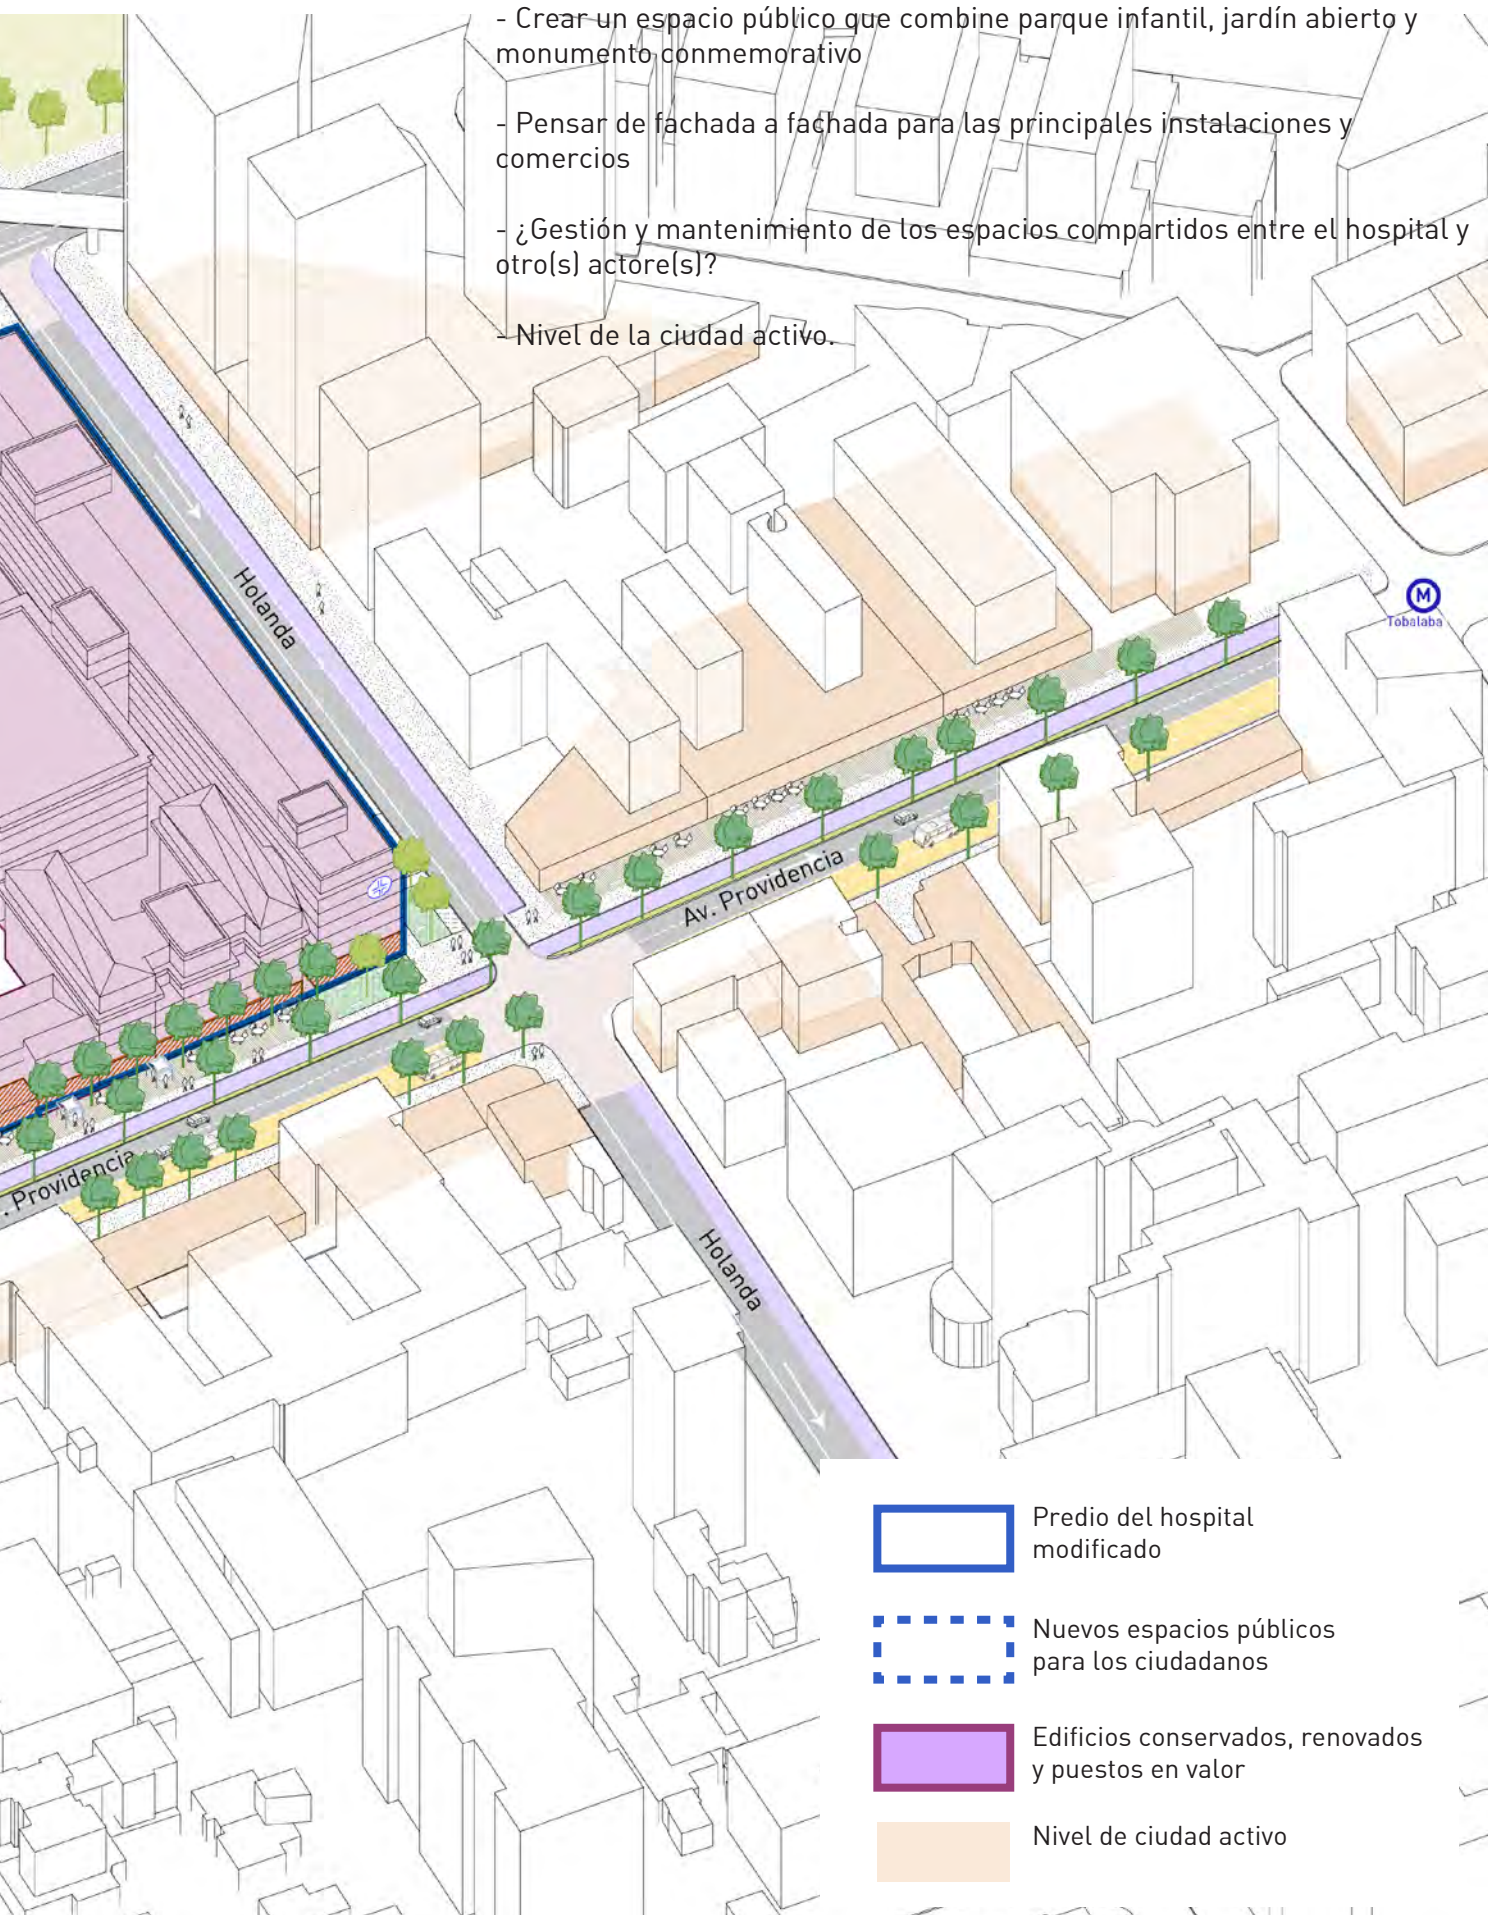 - Crear un espacio público que combine parque infantil, jardín abierto y
monumento conmemorativo
- Pensar de fachada a fachada para las principales instalaciones y
comercios
- ¿Gestión y mantenimiento de los espacios compartidos entre el hospital y
otro(s) actore(s)?
- Nivel de la ciudad activo.
Holanda
M
Tobalaba
Av. Providencia
. Providencia
Holanda
Predio del hospital
modificado
Nuevos espacios públicos
para los ciudadanos
Edificios conservados, renovados
y puestos en valor
Nivel de ciudad activo